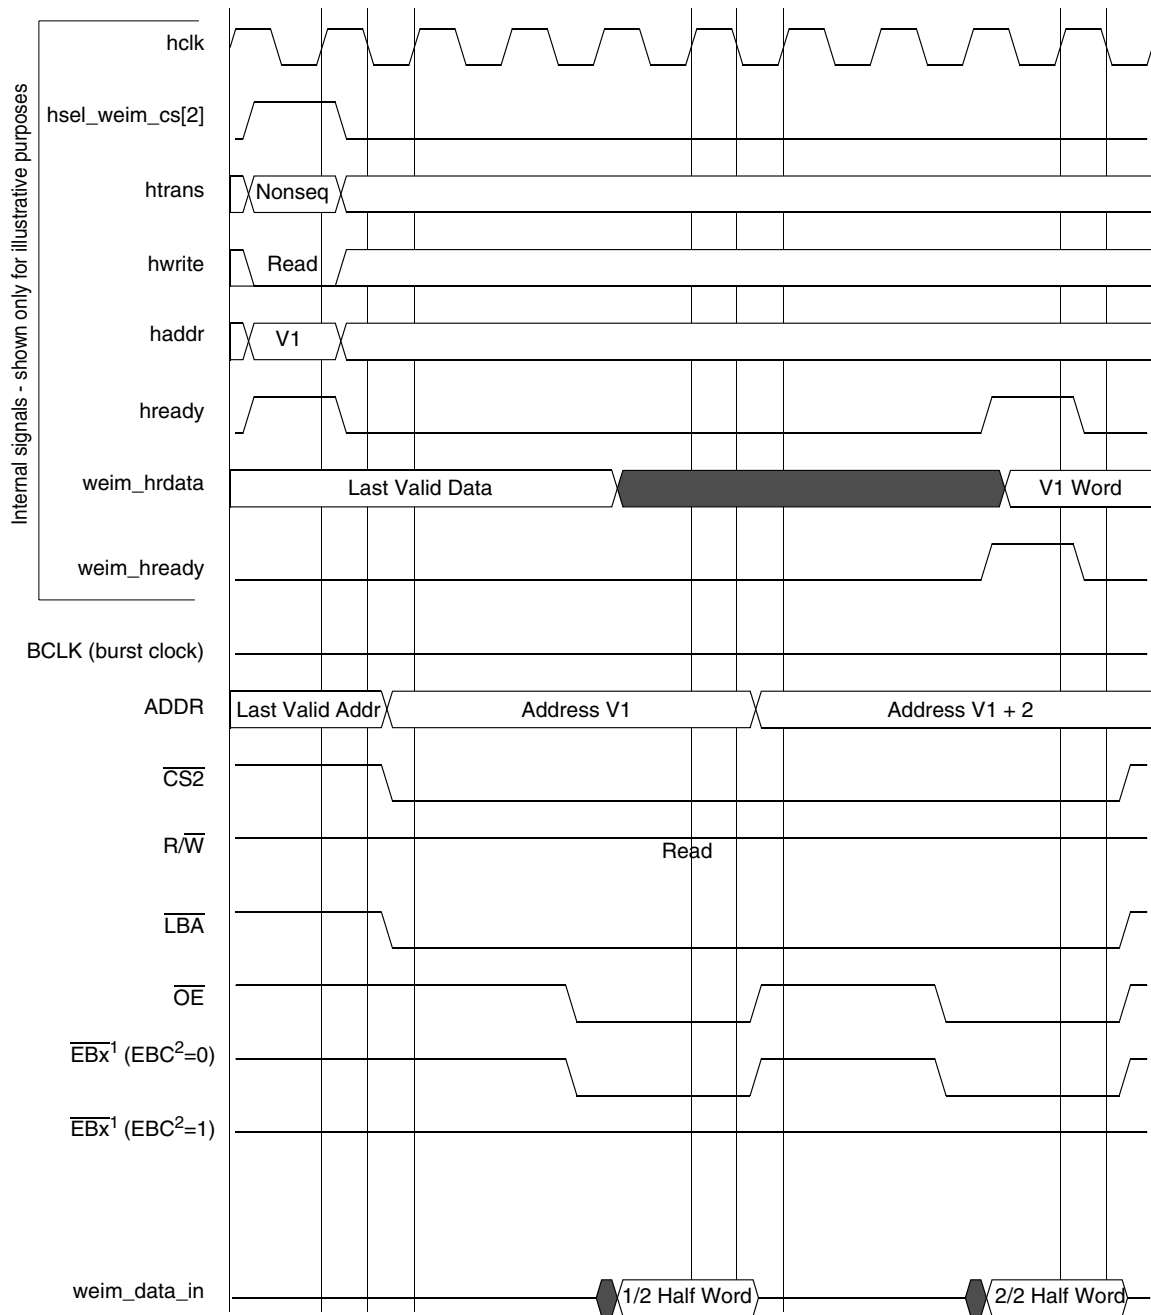 Internal signals - shown only for illustrative purposes
hclk
hsel_weim_cs[2]
htrans
Nonseq
hwrite
Read
haddr
V1
hready
weim_hrdata
Last Valid Data
V1 Word
weim_hready
BCLK (burst clock)
ADDR
Last Valid Addr
Address V1
Address V1 + 2
CS2
R/W
Read
LBA
OE
EBx¹ (EBC²=0)
EBx¹ (EBC²=1)
weim_data_in
1/2 Half Word
2/2 Half Word